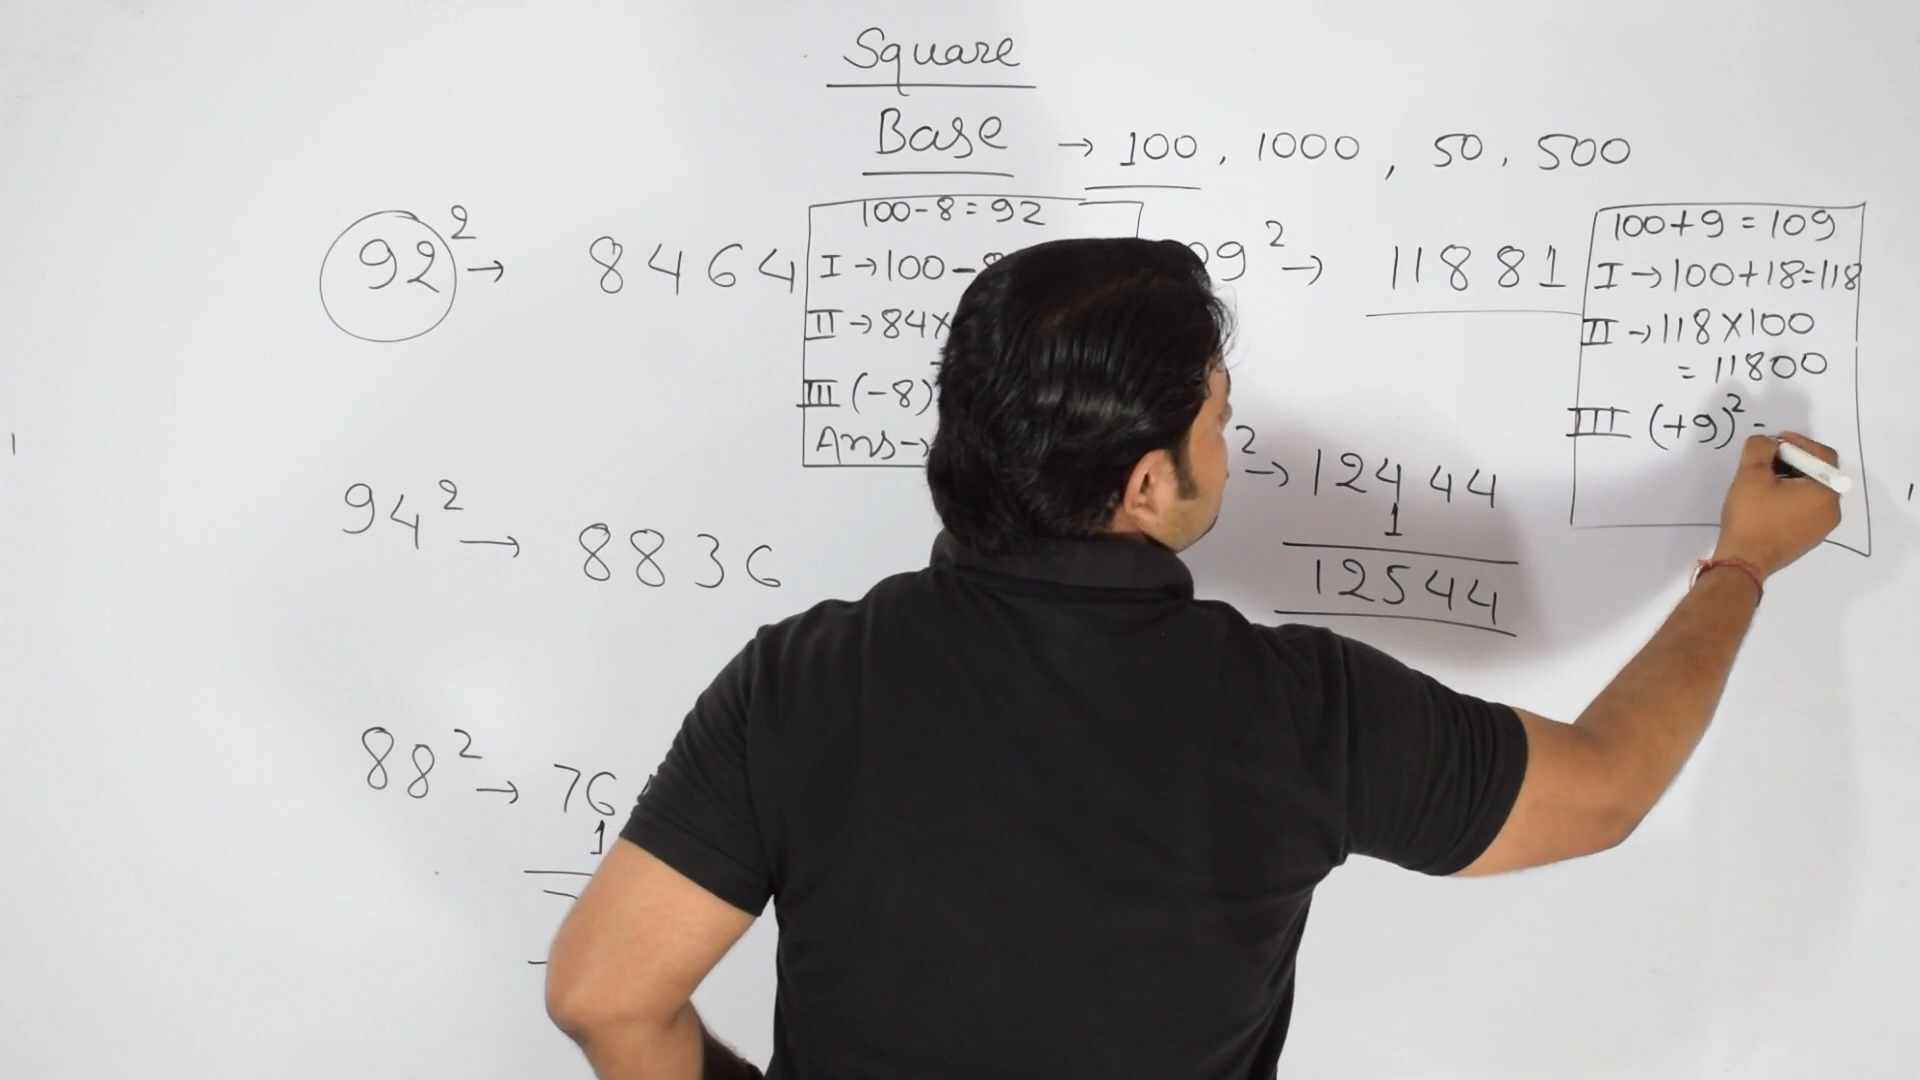 Square
Base → 100, 1000, 50, 500
92² → 8464
100-8=92
I → 100-
II → 84×
III (-8)
Ans→
9² → 11881
100+9=109
I → 100+18=118
II → 118×100
= 11800
III (+9)² =
94² → 8836
² → 12444
1
12544
88² → 76
1